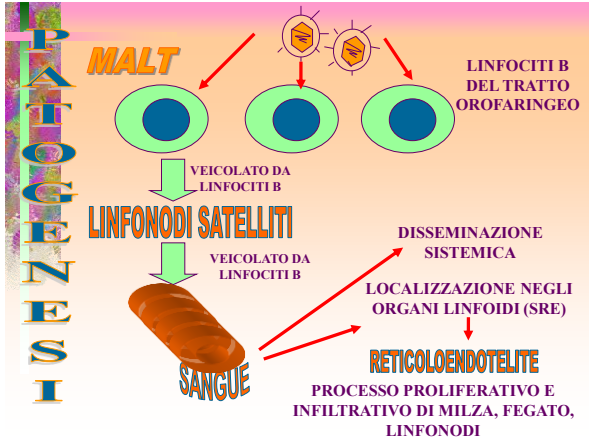 PATOGENESI
MALT
LINFOCITI B
DEL TRATTO
OROFARINGEO
VEICOLATO DA
LINFOCITI B
LINFONODI SATELLITI
VEICOLATO DA
LINFOCITI B
DISSEMINAZIONE
SISTEMICA
LOCALIZZAZIONE NEGLI
ORGANI LINFOIDI (SRE)
SANGUE
RETICOLOENDOTELITE
PROCESSO PROLIFERATIVO E
INFILTRATIVO DI MILZA, FEGATO,
LINFONODI